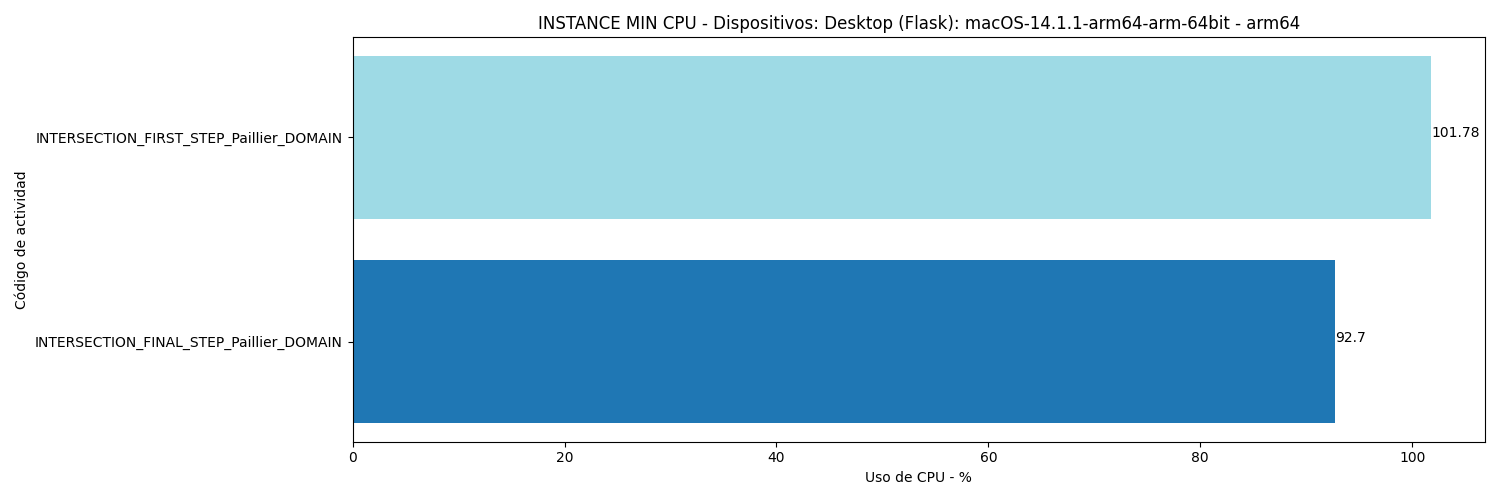 INSTANCE MIN CPU - Dispositivos: Desktop (Flask): macOS-14.1.1-arm64-arm-64bit - arm64
Código de actividad
INTERSECTION_FIRST_STEP_Paillier_DOMAIN
101.78
INTERSECTION_FINAL_STEP_Paillier_DOMAIN
92.7
0 20 40 60 80 100
Uso de CPU - %